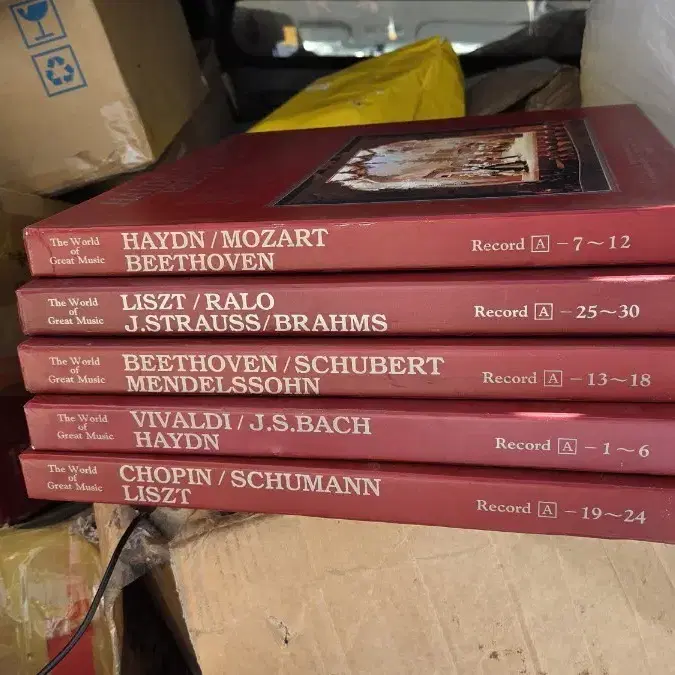 The World
of
Great Music
HAYDN / MOZART
BEETHOVEN
Record A – 7~12
The World
of
Great Music
LISZT / RALO
J.STRAUSS/BRAHMS
Record A – 25~30
The World
of
Great Music
BEETHOVEN / SCHUBERT
MENDELSSOHN
Record A – 13~18
The World
of
Great Music
VIVALDI / J.S.BACH
HAYDN
Record A – 1~6
The World
of
Great Music
CHOPIN / SCHUMANN
LISZT
Record A – 19~24